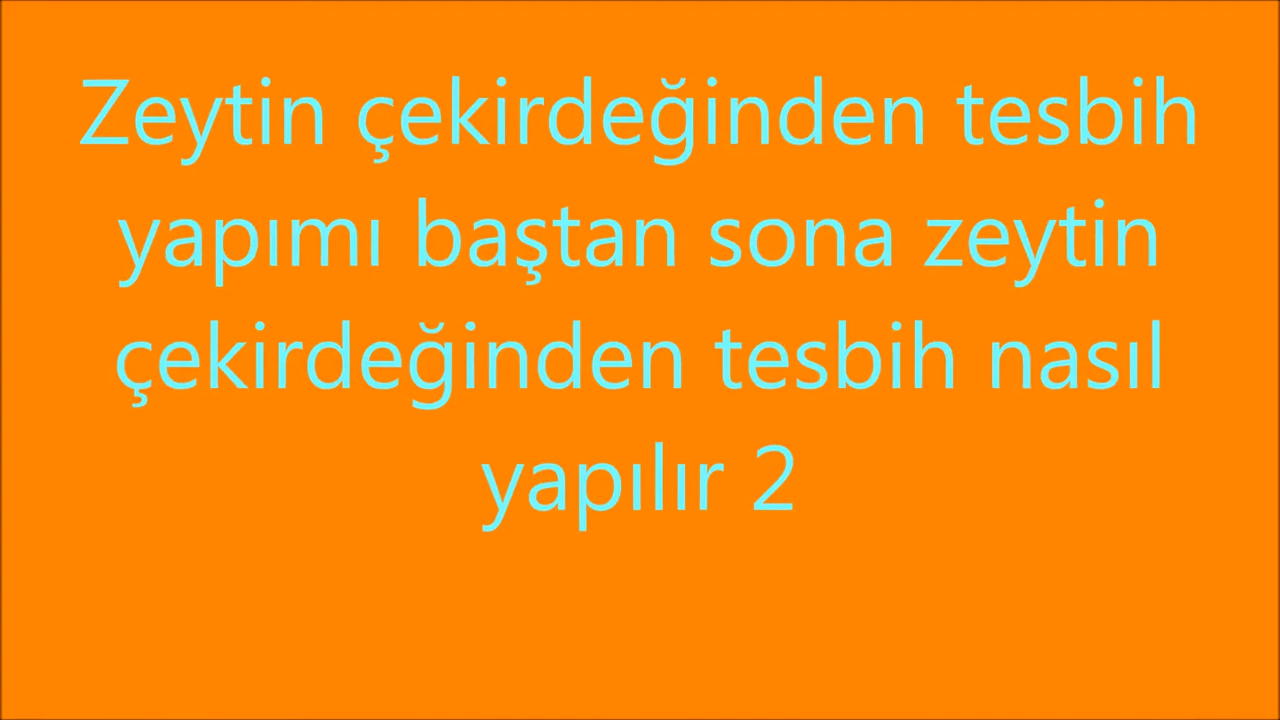 Zeytin çekirdeğinden tesbih
yapımı baştan sona zeytin
çekirdeğinden tesbih nasıl
yapılır 2